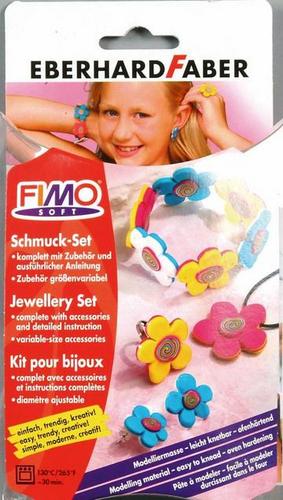 EBERHARDFABER
FIMO
SOFT
Schmuck-Set
• komplett mit Zubehör und
ausführlicher Anleitung
• Zubehör größenvariabel
Jewellery Set
• complete with accessories
and detailed instruction
• variable-size accessories
Kit pour bijoux
• complet avec accessoires
et instructions complètes
• diamètre ajustable
einfach, trendig, kreativ!
easy, trendy, creative!
simple, moderne, créatif!
130°C/265°F
~30 min.
Modelliermasse – leicht knetbar – ofenhärtend
Modelling material – easy to knead – oven hardening
Pâte à modeler – facile à modeler
durcissant dans le four